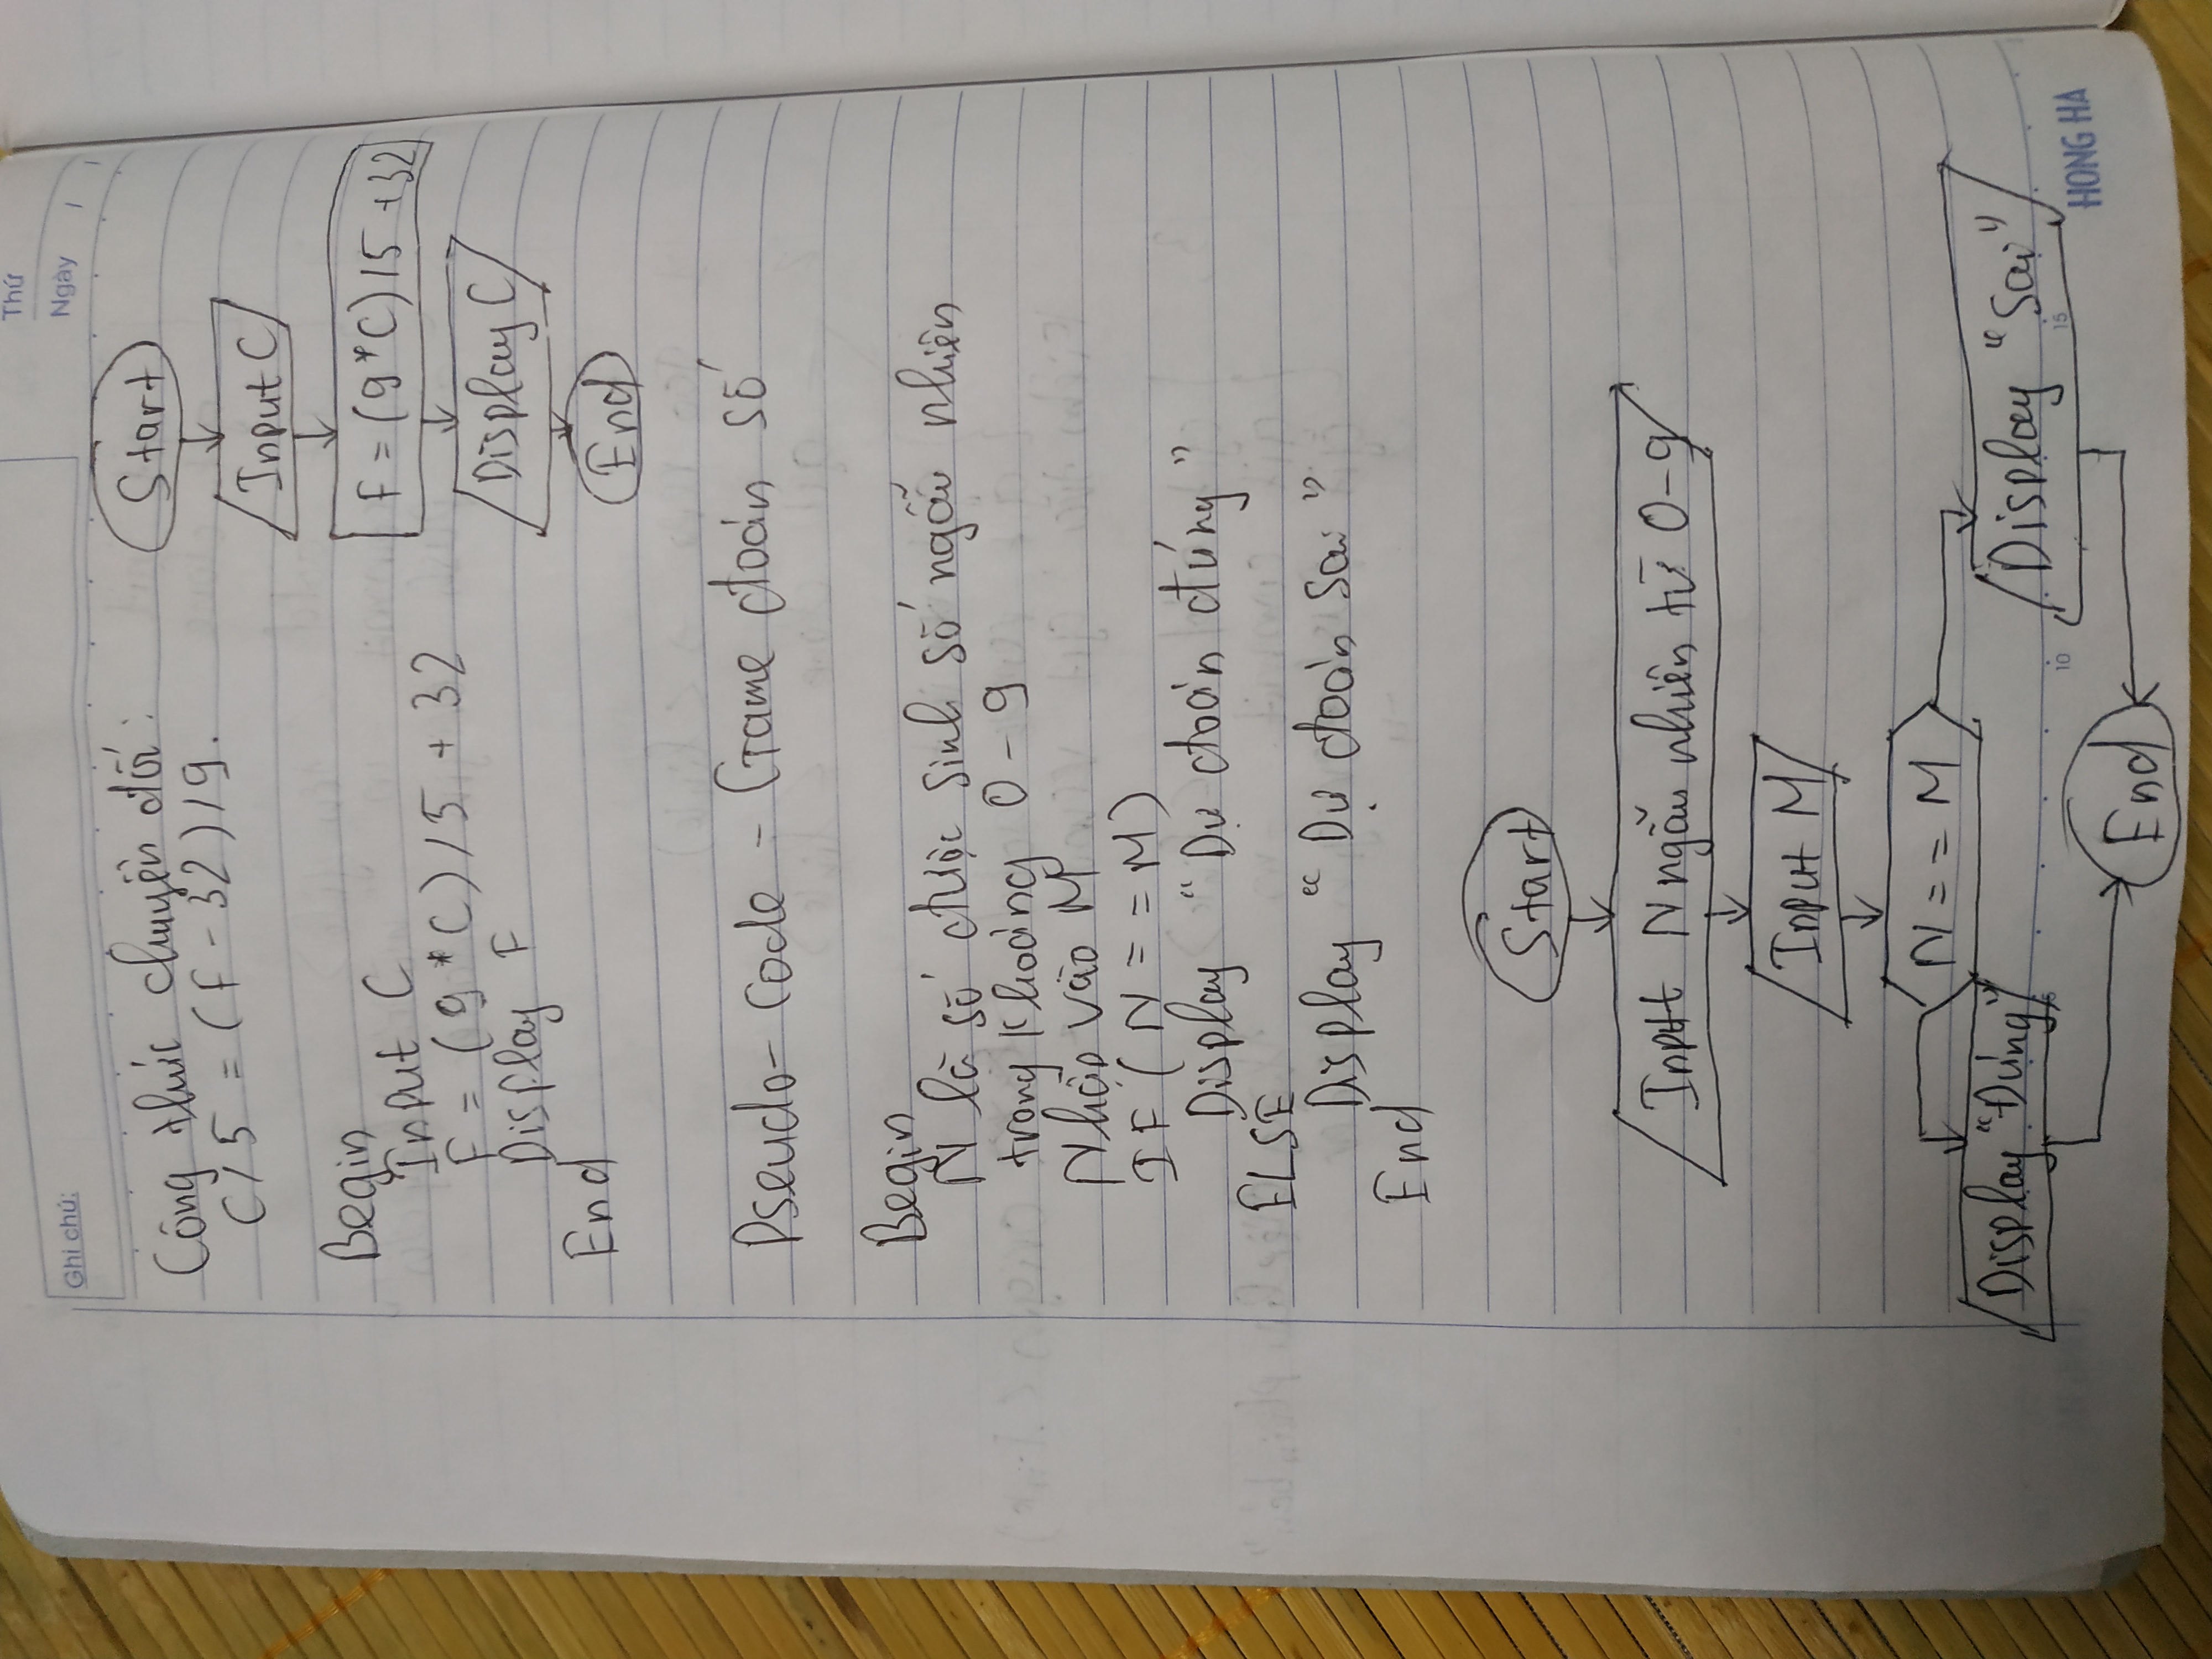 Ghi chú:
Thứ
Ngày / /
Công thức chuyển đổi:
C/5 = (F - 32)/9.
Begin
Input C
F = (9*C)/5 + 32
Display F
End
Start
Input C
F = (9*C)/5 +32
Display C
End
Pseudo-Code - Game đoán số
Begin
N là số được sinh số ngẫu nhiên
trong khoảng 0-9
Nhập vào M
IF (N == M)
Display "Dự đoán đúng"
ELSE
Display "Dự đoán sai"
End
Start
Input N ngẫu nhiên từ 0-9
Input M
N == M
Display "Đúng"
Display "Sai"
End
5 10 15
HONG HA